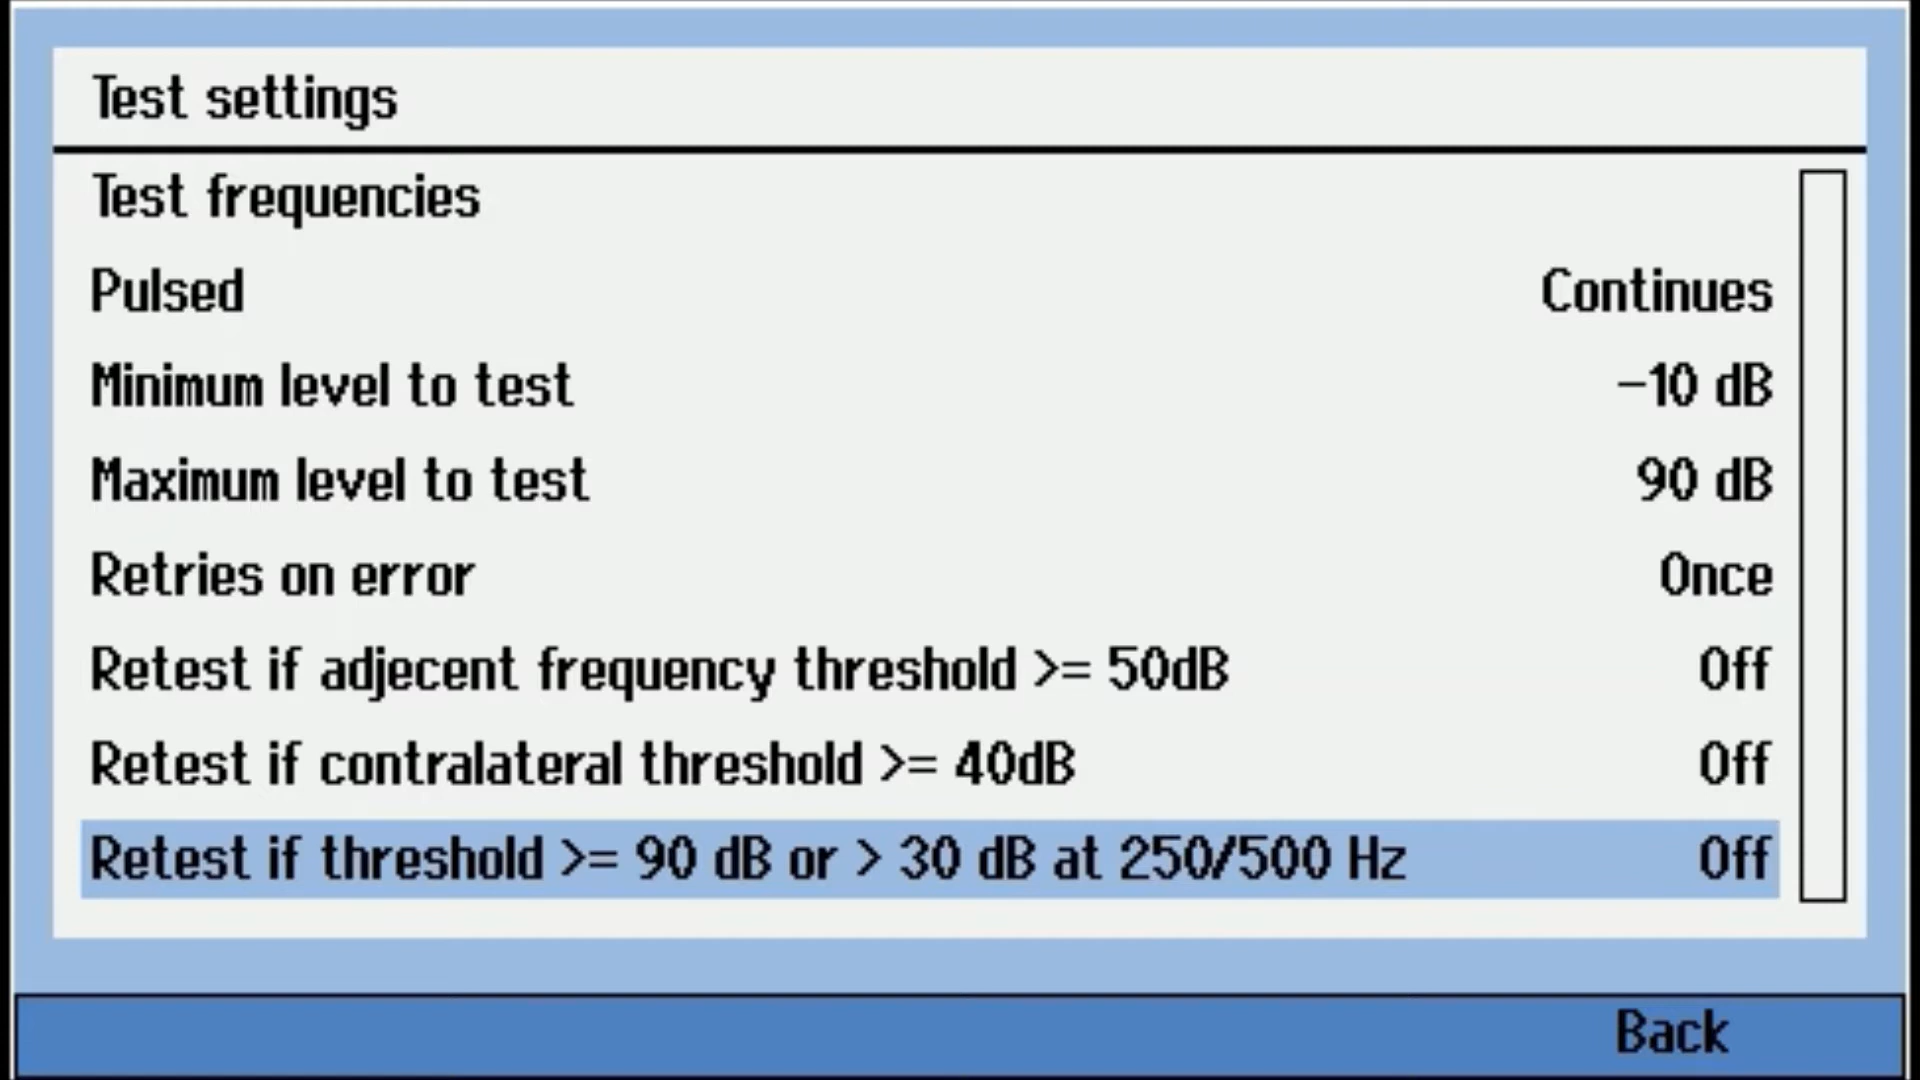 Test settings
Test frequencies
Pulsed Continues
Minimum level to test -10 dB
Maximum level to test 90 dB
Retries on error Once
Retest if adjecent frequency threshold >= 50dB Off
Retest if contralateral threshold >= 40dB Off
Retest if threshold >= 90 dB or > 30 dB at 250/500 Hz Off
Back